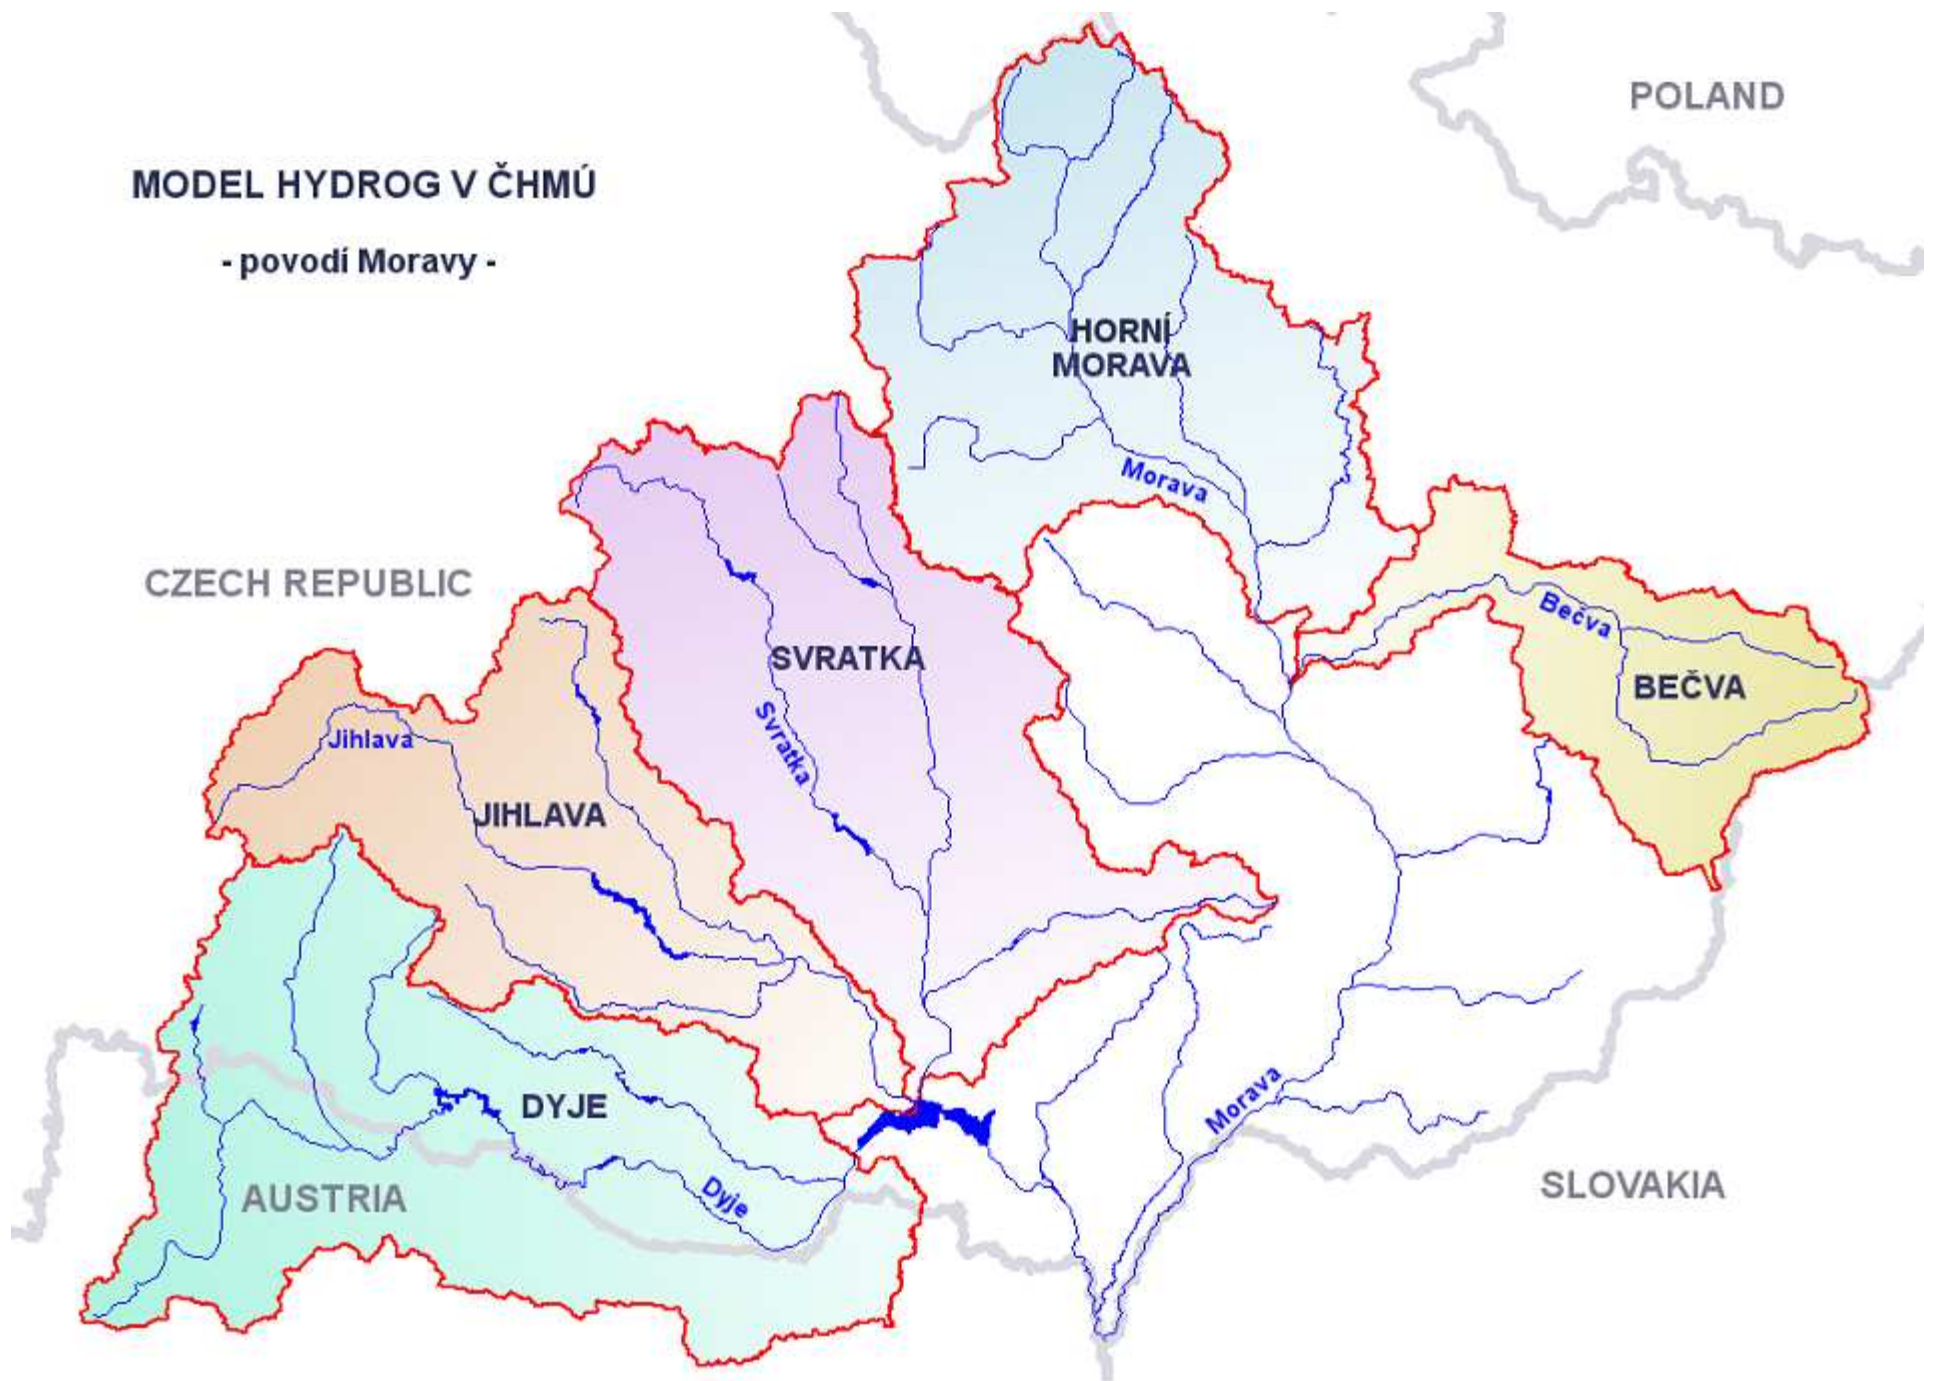 POLAND
MODEL HYDROG V ČHMÚ
- povodí Moravy -
HORNÍ
MORAVA
Morava
CZECH REPUBLIC
Bečva
BEČVA
SVRATKA
Svratka
Jihlava
JIHLAVA
DYJE
Morava
AUSTRIA
Dyje
SLOVAKIA